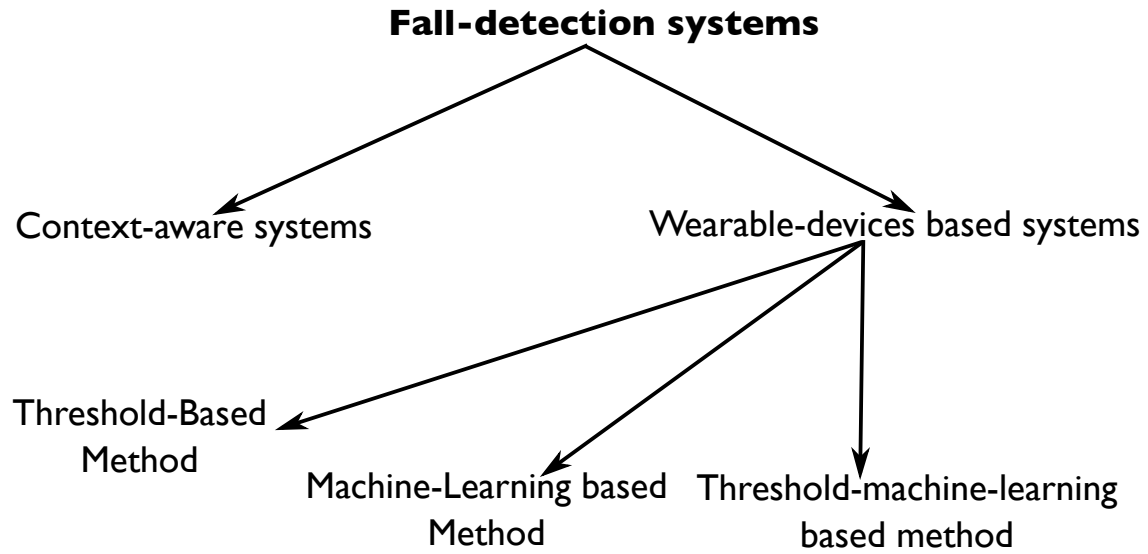 Fall-detection systems
Context-aware systems
Wearable-devices based systems
Threshold-Based
Method
Machine-Learning based
Method
Threshold-machine-learning
based method